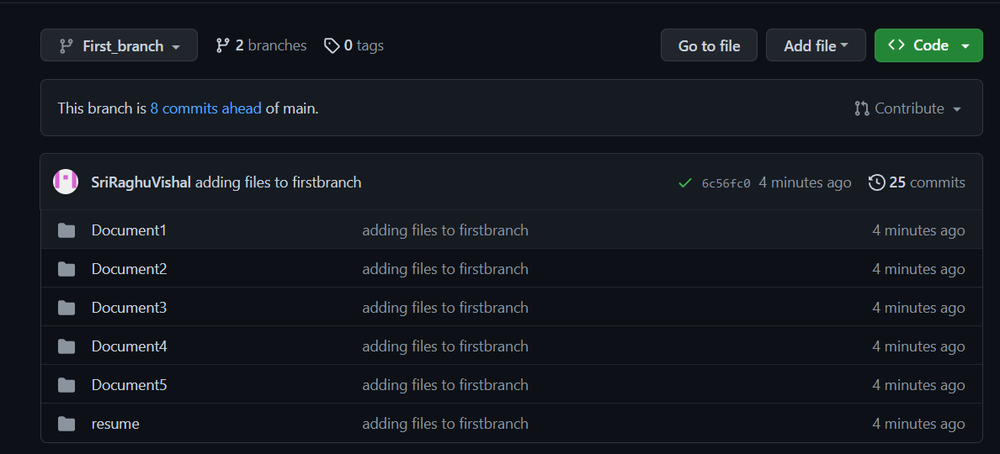 First_branch 2 branches 0 tags Go to file Add file <> Code
This branch is 8 commits ahead of main. Contribute
SriRaghuVishal adding files to firstbranch 6c56fc0 4 minutes ago 25 commits
Document1 adding files to firstbranch 4 minutes ago
Document2 adding files to firstbranch 4 minutes ago
Document3 adding files to firstbranch 4 minutes ago
Document4 adding files to firstbranch 4 minutes ago
Document5 adding files to firstbranch 4 minutes ago
resume adding files to firstbranch 4 minutes ago